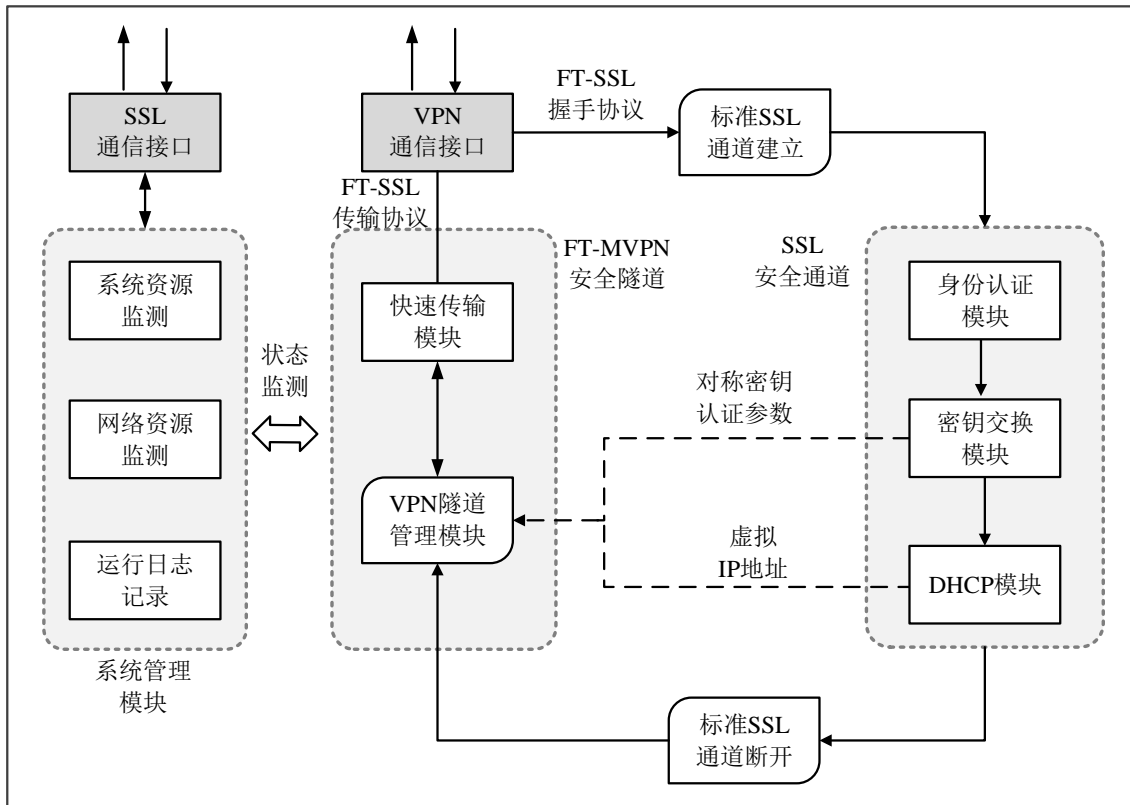 SSL
通信接口
VPN
通信接口
FT-SSL
握手协议
标准SSL
通道建立
FT-SSL
传输协议
FT-MVPN
安全隧道
SSL
安全通道
系统资源
监测
网络资源
监测
运行日志
记录
系统管理
模块
状态
监测
快速传输
模块
VPN隧道
管理模块
对称密钥
认证参数
虚拟
IP地址
身份认证
模块
密钥交换
模块
DHCP模块
标准SSL
通道断开